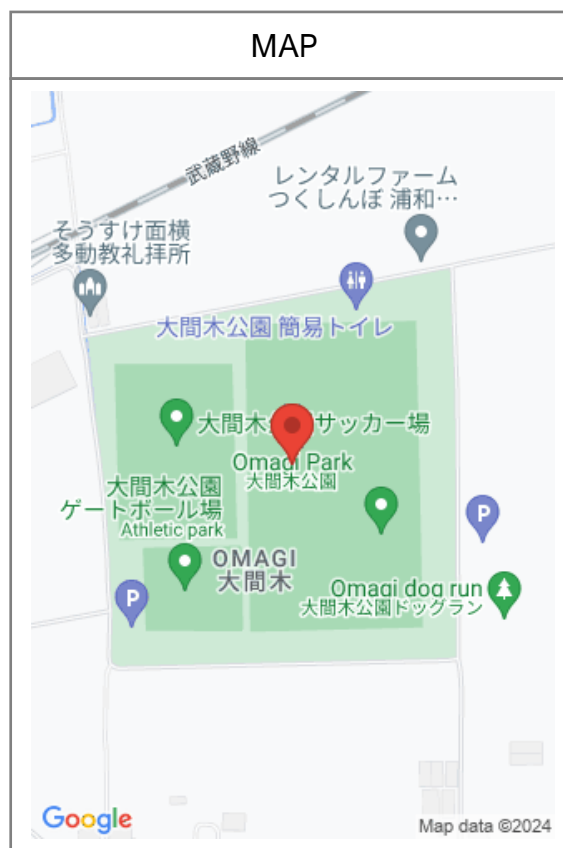 MAP
武蔵野線
レンタルファーム
つくしんぼ 浦和…
そうすけ面横
多動教礼拝所
大間木公園 簡易トイレ
大間木公 サッカー場
Omagi Park
大間木公園
大間木公園
ゲートボール場
Athletic park
P
OMAGI
大間木
P
Omagi dog run
大間木公園ドッグラン
Google
Map data ©2024